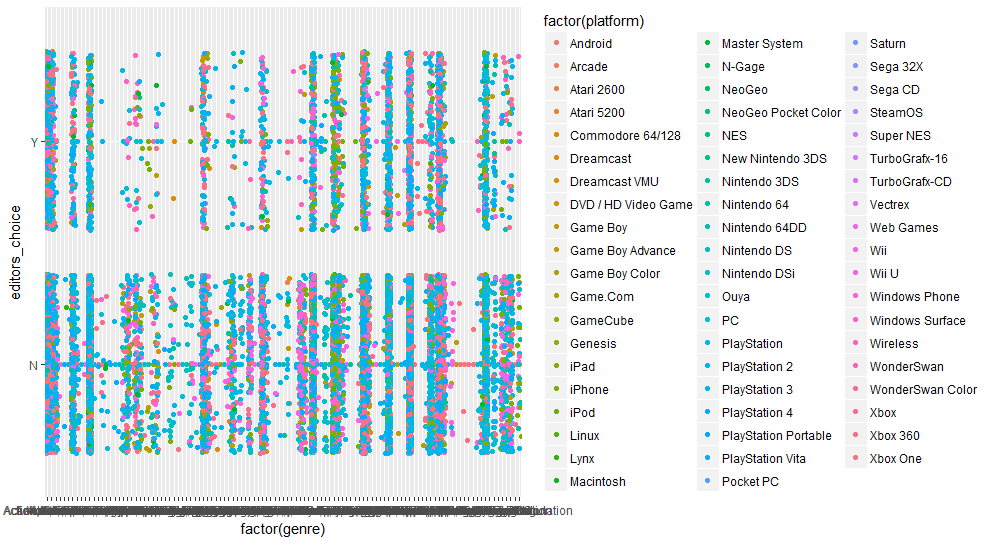 factor(platform)
Android
Arcade
Atari 2600
Atari 5200
Commodore 64/128
Dreamcast
Dreamcast VMU
DVD / HD Video Game
Game Boy
Game Boy Advance
Game Boy Color
Game.Com
GameCube
Genesis
iPad
iPhone
iPod
Linux
Lynx
Macintosh
Master System
N-Gage
NeoGeo
NeoGeo Pocket Color
NES
New Nintendo 3DS
Nintendo 3DS
Nintendo 64
Nintendo 64DD
Nintendo DS
Nintendo DSi
Ouya
PC
PlayStation
PlayStation 2
PlayStation 3
PlayStation 4
PlayStation Portable
PlayStation Vita
Pocket PC
Saturn
Sega 32X
Sega CD
SteamOS
Super NES
TurboGrafx-16
TurboGrafx-CD
Vectrex
Web Games
Wii
Wii U
Windows Phone
Windows Surface
Wireless
WonderSwan
WonderSwan Color
Xbox
Xbox 360
Xbox One
Y
editors_choice
N
factor(genre)